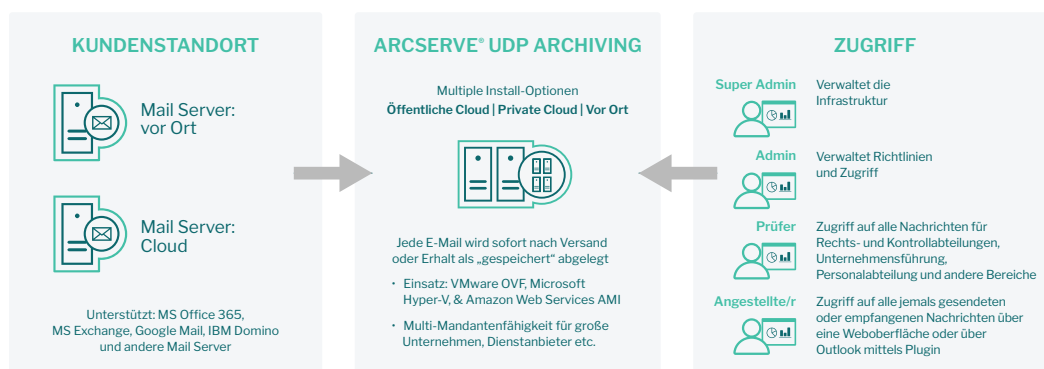 KUNDENSTANDORT
Mail Server:
vor Ort
Mail Server:
Cloud
Unterstützt: MS Office 365,
MS Exchange, Google Mail, IBM Domino
und andere Mail Server
ARCSERVE® UDP ARCHIVING
Multiple Install-Optionen
Öffentliche Cloud | Private Cloud | Vor Ort
Jede E-Mail wird sofort nach Versand
oder Erhalt als „gespeichert“ abgelegt
• Einsatz: VMware OVF, Microsoft
Hyper-V, & Amazon Web Services AMI
• Multi-Mandantenfähigkeit für große
Unternehmen, Dienstanbieter etc.
ZUGRIFF
Super Admin
Verwaltet die
Infrastruktur
Admin
Verwaltet Richtlinien
und Zugriff
Prüfer
Zugriff auf alle Nachrichten für
Rechts- und Kontrollabteilungen,
Unternehmensführung,
Personalabteilung und andere Bereiche
Angestellte/r
Zugriff auf alle jemals gesendeten
oder empfangenen Nachrichten über
eine Weboberfläche oder über
Outlook mittels Plugin